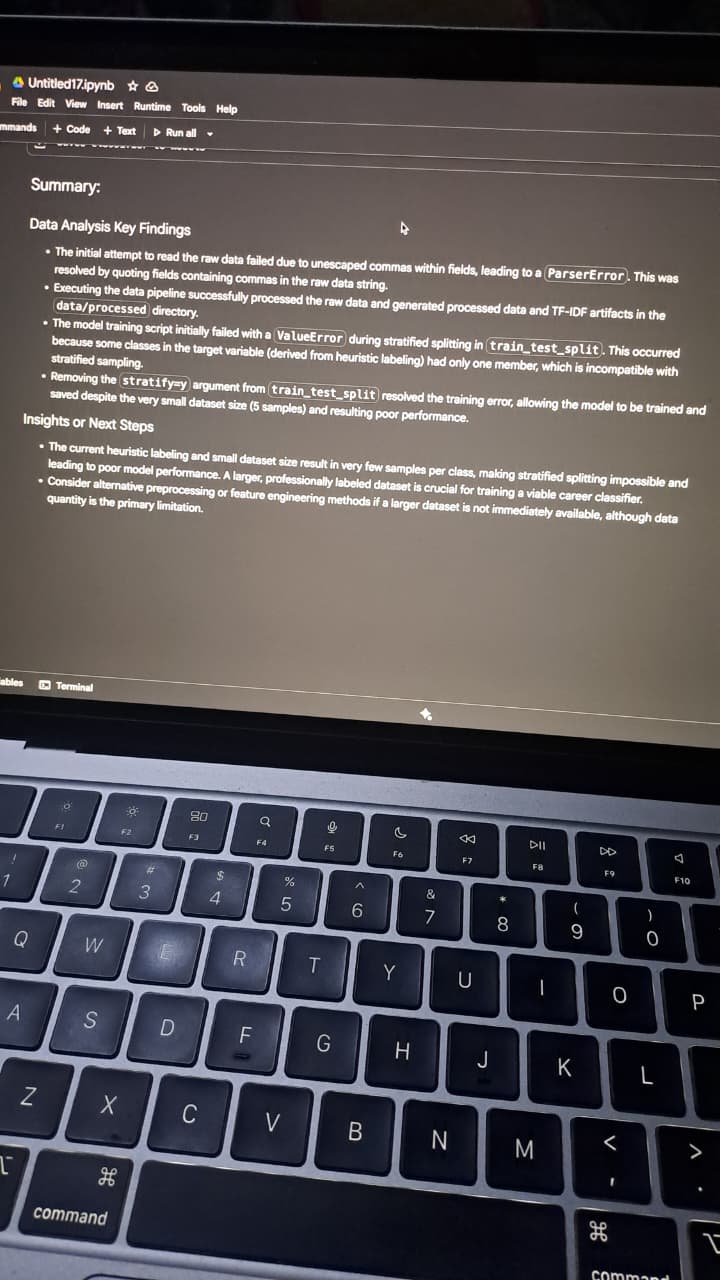 Untitled17.ipynb
File Edit View Insert Runtime Tools Help
mmands + Code + Text Run all
Summary:
Data Analysis Key Findings
• The initial attempt to read the raw data failed due to unescaped commas within fields, leading to a ParserError. This was
resolved by quoting fields containing commas in the raw data string.
• Executing the data pipeline successfully processed the raw data and generated processed data and TF-IDF artifacts in the
data/processed directory.
• The model training script initially failed with a ValueError during stratified splitting in train_test_split. This occurred
because some classes in the target variable (derived from heuristic labeling) had only one member, which is incompatible with
stratified sampling.
• Removing the stratify=y argument from train_test_split resolved the training error, allowing the model to be trained and
saved despite the very small dataset size (5 samples) and resulting poor performance.
Insights or Next Steps
• The current heuristic labeling and small dataset size result in very few samples per class, making stratified splitting impossible and
leading to poor model performance. A larger, professionally labeled dataset is crucial for training a viable career classifier.
• Consider alternative preprocessing or feature engineering methods if a larger dataset is not immediately available, although data
quantity is the primary limitation.
ables Terminal
F1 F2 F3 F4 F5 F6 F7 F8 F9 F10
! @ # $ % ^ & * ( )
1 2 3 4 5 6 7 8 9 0
Q W E R T Y U I O P
A S D F G H J K L
Z X C V B N M < >
, .
⌘ ⌘
command command